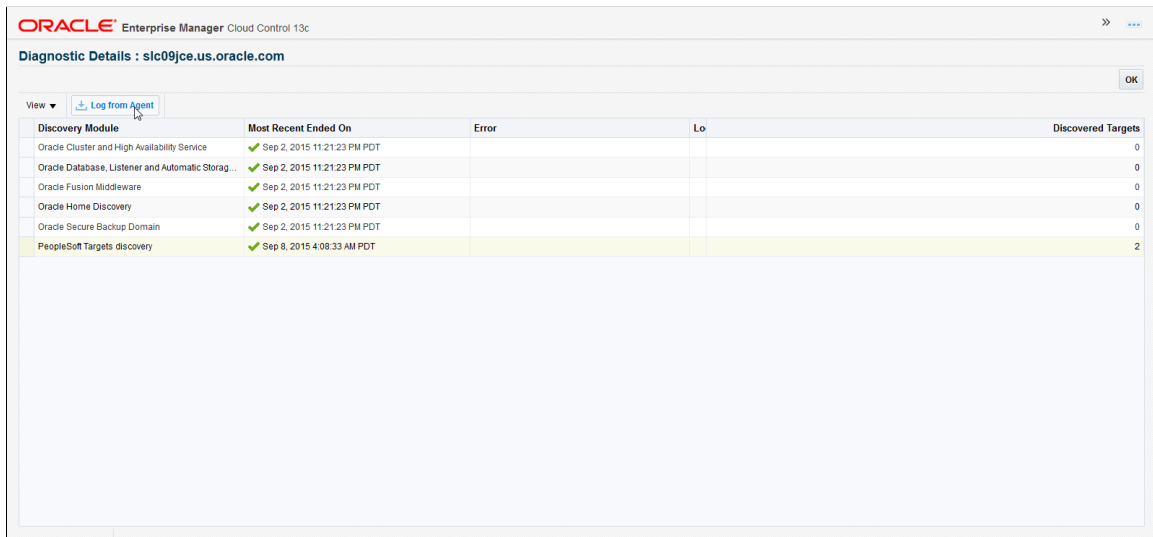 ORACLE Enterprise Manager Cloud Control 13c
Diagnostic Details : slc09jce.us.oracle.com
OK
View Log from Agent
Discovery Module Most Recent Ended On Error Lo Discovered Targets
Oracle Cluster and High Availability Service Sep 2, 2015 11:21:23 PM PDT 0
Oracle Database, Listener and Automatic Storag... Sep 2, 2015 11:21:23 PM PDT 0
Oracle Fusion Middleware Sep 2, 2015 11:21:23 PM PDT 0
Oracle Home Discovery Sep 2, 2015 11:21:23 PM PDT 0
Oracle Secure Backup Domain Sep 2, 2015 11:21:23 PM PDT 0
PeopleSoft Targets discovery Sep 8, 2015 4:08:33 AM PDT 2